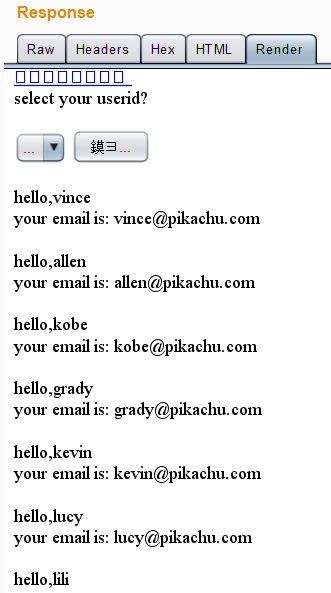 Response
Raw Headers Hex HTML Render
select your userid?
... 鏌ヨ...
hello,vince
your email is: vince@pikachu.com
hello,allen
your email is: allen@pikachu.com
hello,kobe
your email is: kobe@pikachu.com
hello,grady
your email is: grady@pikachu.com
hello,kevin
your email is: kevin@pikachu.com
hello,lucy
your email is: lucy@pikachu.com
hello,lili